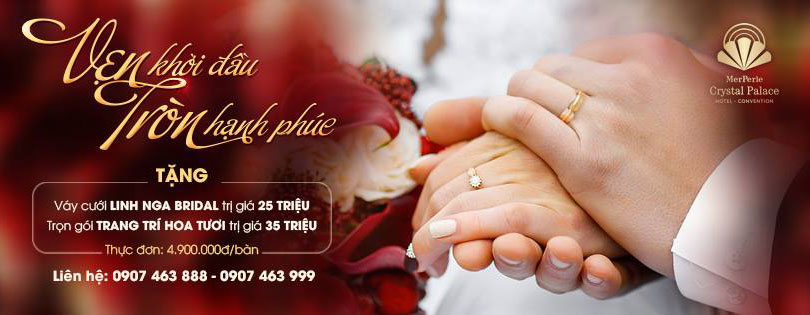 Vẹn khởi đầu
Tròn hạnh phúc
TẶNG
Váy cưới LINH NGA BRIDAL trị giá 25 TRIỆU
Trọn gói TRANG TRÍ HOA TƯƠI trị giá 35 TRIỆU
Thực đơn: 4.900.000đ/bàn
Liên hệ: 0907 463 888 - 0907 463 999
MerPerle
Crystal Palace
HOTEL - CONVENTION